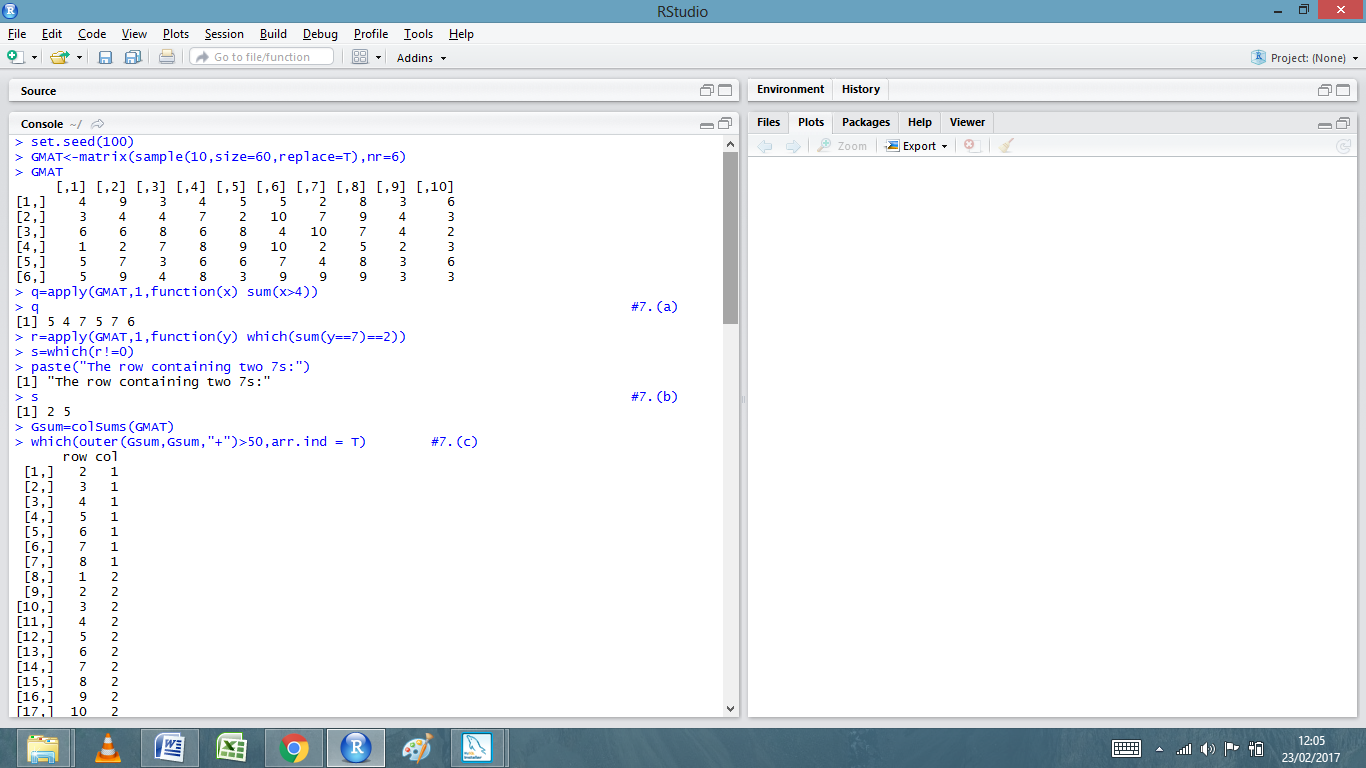 RStudio
File Edit Code View Plots Session Build Debug Profile Tools Help
Go to file/function Addins Project: (None)
Source
Console ~/
> set.seed(100)
> GMAT<-matrix(sample(10,size=60,replace=T),nr=6)
> GMAT
     [,1] [,2] [,3] [,4] [,5] [,6] [,7] [,8] [,9] [,10]
[1,]    4    9    3    4    5    5    2    8    3     6
[2,]    3    4    4    7    2   10    7    9    4     3
[3,]    6    6    8    6    8    4   10    7    4     2
[4,]    1    2    7    8    9   10    2    5    2     3
[5,]    5    7    3    6    6    7    4    8    3     6
[6,]    5    9    4    8    3    9    9    9    3     3
> q=apply(GMAT,1,function(x) sum(x>4))
> q #7.(a)
[1] 5 4 7 5 7 6
> r=apply(GMAT,1,function(y) which(sum(y==7)==2))
> s=which(r!=0)
> paste("The row containing two 7s:")
[1] "The row containing two 7s:"
> s #7.(b)
[1] 2 5
> Gsum=colSums(GMAT)
> which(outer(Gsum,Gsum,"+")>50,arr.ind = T) #7.(c)
      row col
 [1,]   2   1
 [2,]   3   1
 [3,]   4   1
 [4,]   5   1
 [5,]   6   1
 [6,]   7   1
 [7,]   8   1
 [8,]   1   2
 [9,]   2   2
[10,]   3   2
[11,]   4   2
[12,]   5   2
[13,]   6   2
[14,]   7   2
[15,]   8   2
[16,]   9   2
[17,]  10   2
Environment History
Files Plots Packages Help Viewer
Zoom Export
12:05
23/02/2017